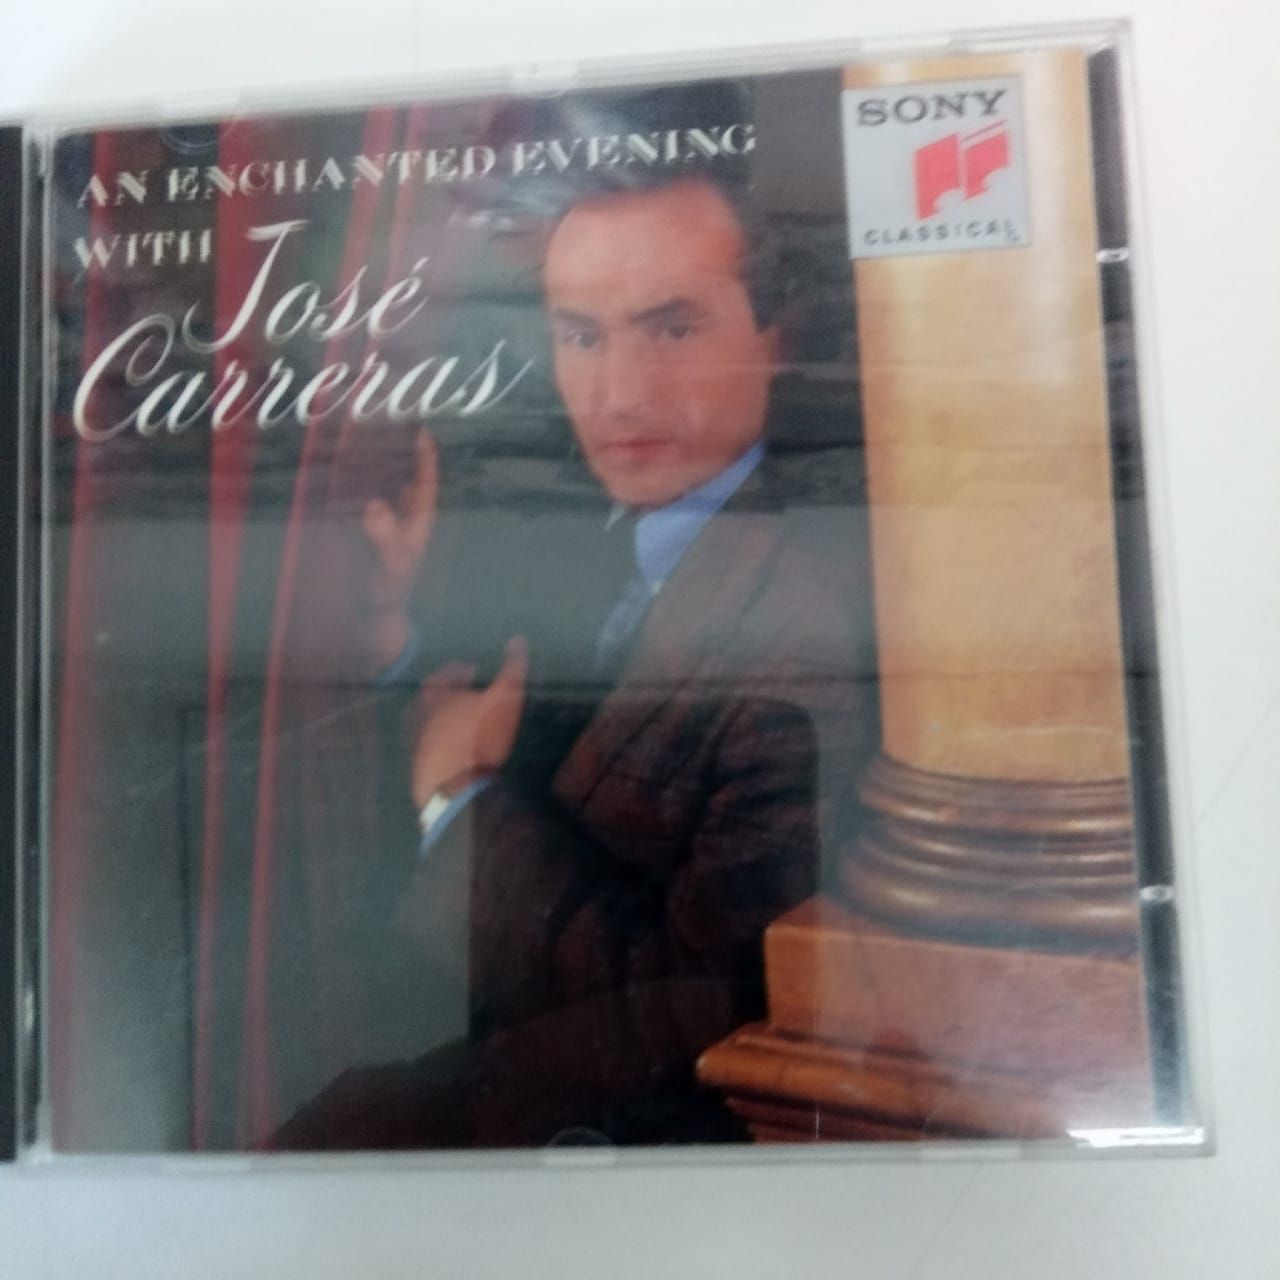 AN ENCHANTED EVENING
WITH José
Carreras
SONY
CLASSICAL